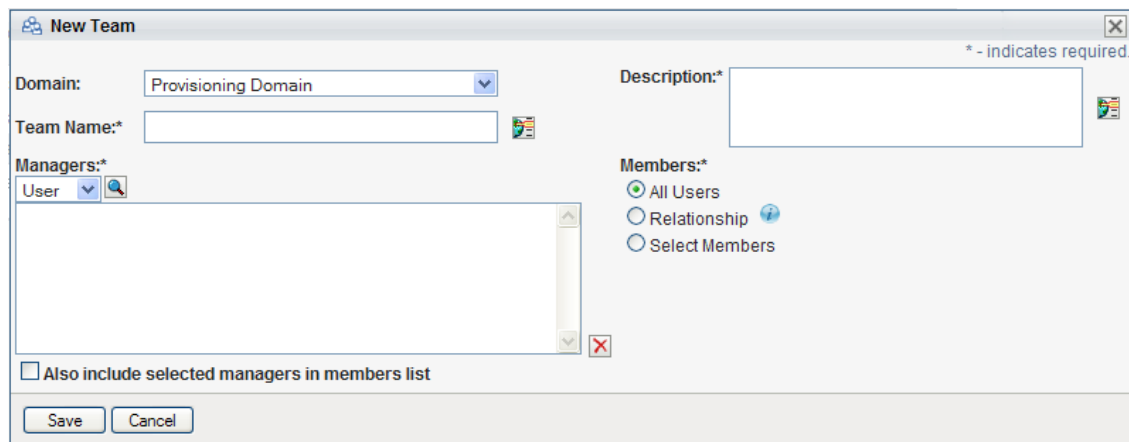 New Team
* - indicates required.
Domain: Provisioning Domain
Description:*
Team Name:*
Managers:*
User
Members:*
All Users
Relationship
Select Members
Also include selected managers in members list
Save Cancel